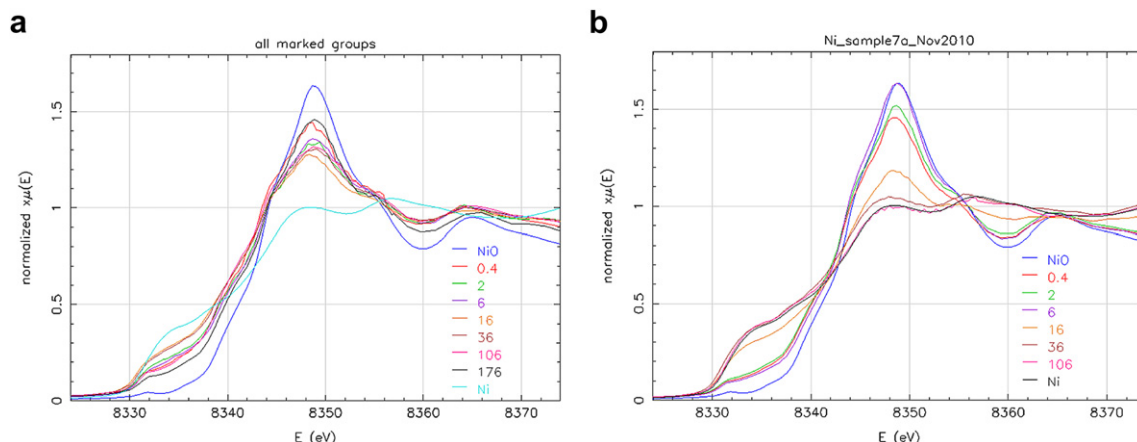 a
all marked groups
normalized xμ(E)
1.5
1
0.5
0
NiO
0.4
2
6
16
36
106
176
Ni
8330
8340
8350
8360
8370
E (eV)
b
Ni_sample7a_Nov2010
normalized xμ(E)
1.5
1
0.5
0
NiO
0.4
2
6
16
36
106
Ni
8330
8340
8350
8360
8370
E (eV)